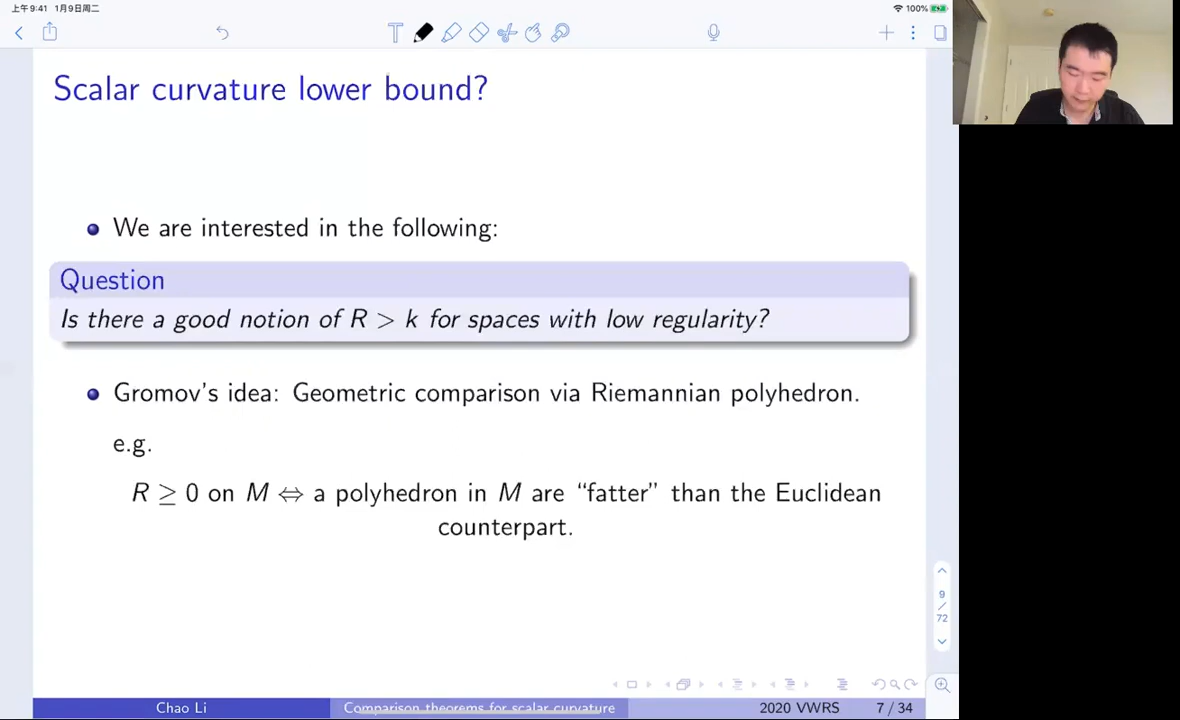 上午9:41 1月9日周二
100%
Scalar curvature lower bound?
We are interested in the following:
Question
Is there a good notion of R > k for spaces with low regularity?
Gromov's idea: Geometric comparison via Riemannian polyhedron.
e.g.
R ≥ 0 on M ⇔ a polyhedron in M are “fatter” than the Euclidean
counterpart.
9
/
72
Chao Li Comparison theorems for scalar curvature 2020 VWRS 7 / 34